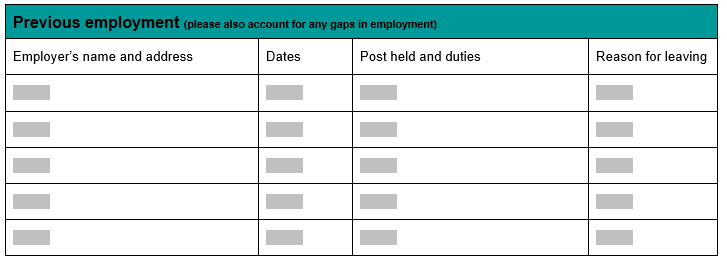 Previous employment (please also account for any gaps in employment)
Employer's name and address Dates Post held and duties Reason for leaving